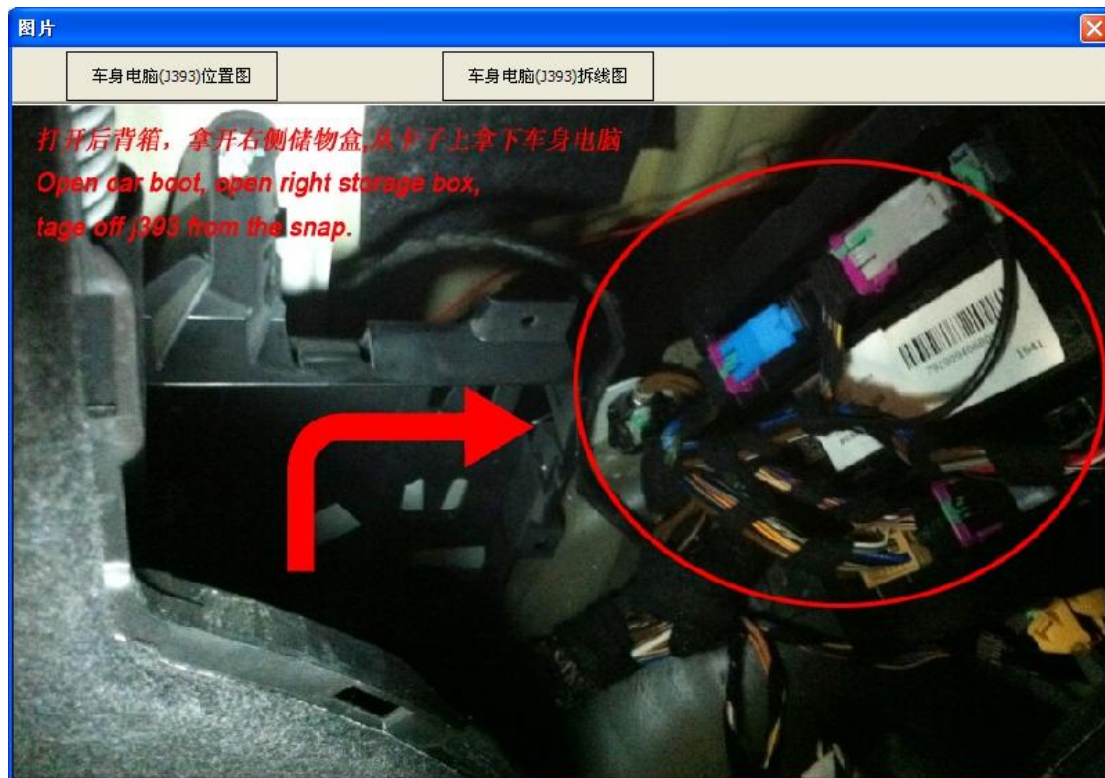 图片
车身电脑(J393)位置图
车身电脑(J393)拆线图
打开后背箱，拿开右侧储物盒,从卡子上拿下车身电脑
Open car boot, open right storage box,
tage off j393 from the snap.
1541